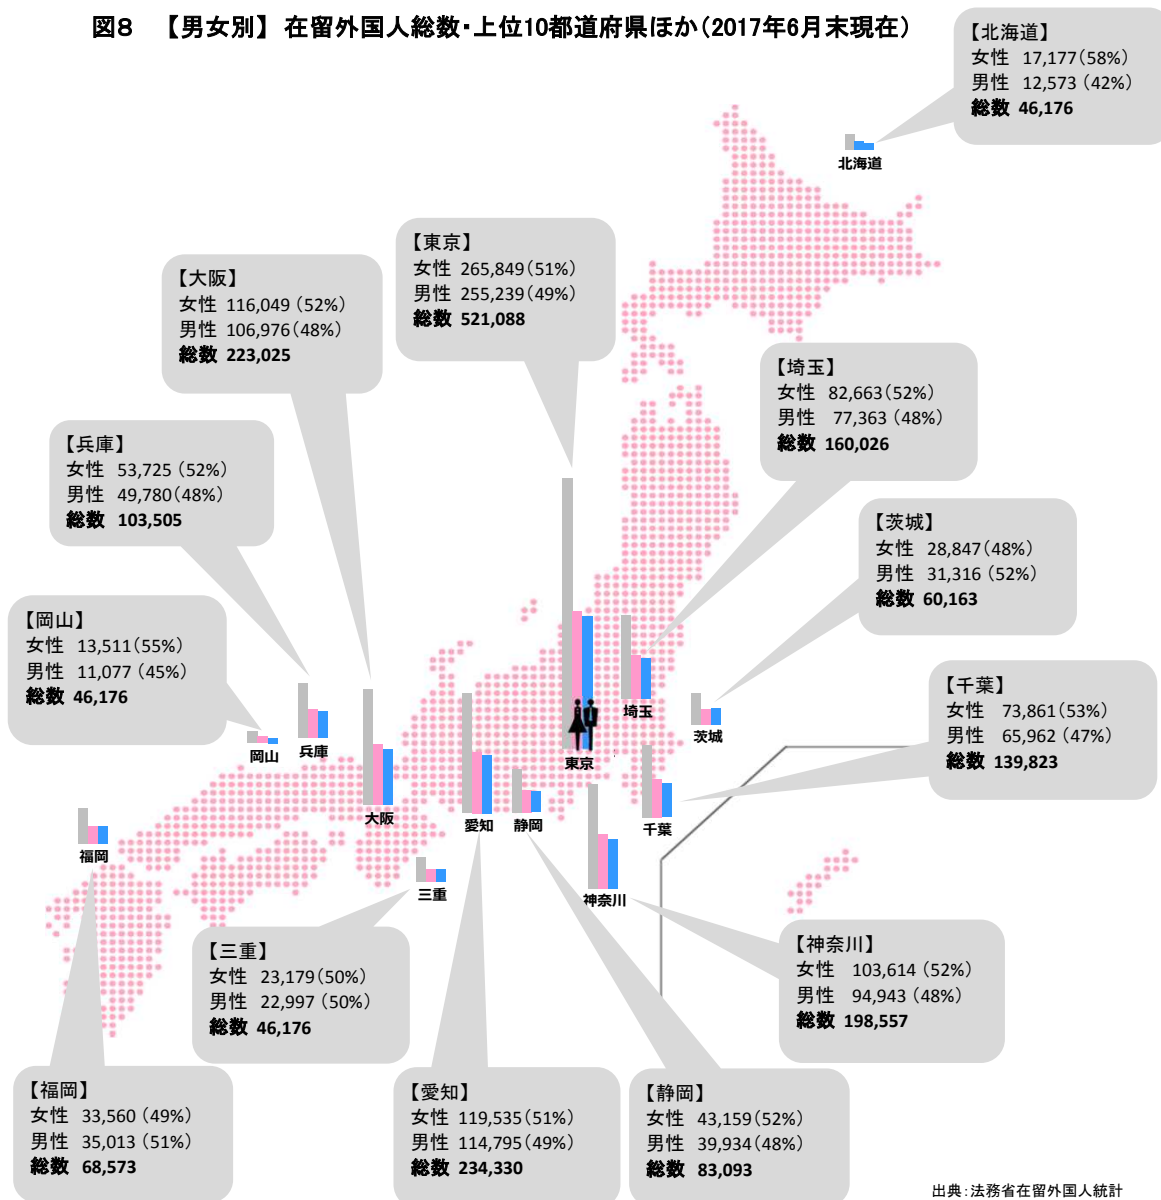 図8 【男女別】 在留外国人総数・上位10都道府県ほか（2017年6月末現在）
【北海道】
女性 17,177（58%）
男性 12,573 （42%）
総数 46,176
北海道
【東京】
女性 265,849（51%）
男性 255,239（49%）
総数 521,088
【大阪】
女性 116,049 （52%）
男性 106,976（48%）
総数 223,025
【埼玉】
女性 82,663（52%）
男性 77,363（48%）
総数 160,026
【兵庫】
女性 53,725 （52%）
男性 49,780（48%）
総数 103,505
【茨城】
女性 28,847（48%）
男性 31,316 （52%）
総数 60,163
【岡山】
女性 13,511（55%）
男性 11,077 （45%）
総数 46,176
【千葉】
女性 73,861（53%）
男性 65,962 （47%）
総数 139,823
埼玉
茨城
兵庫
岡山
東京
大阪
愛知
静岡
千葉
福岡
三重
神奈川
【三重】
女性 23,179（50%）
男性 22,997 （50%）
総数 46,176
【神奈川】
女性 103,614 （52%）
男性 94,943 （48%）
総数 198,557
【福岡】
女性 33,560 （49%）
男性 35,013 （51%）
総数 68,573
【愛知】
女性 119,535（51%）
男性 114,795（49%）
総数 234,330
【静岡】
女性 43,159（52%）
男性 39,934（48%）
総数 83,093
出典：法務省在留外国人統計